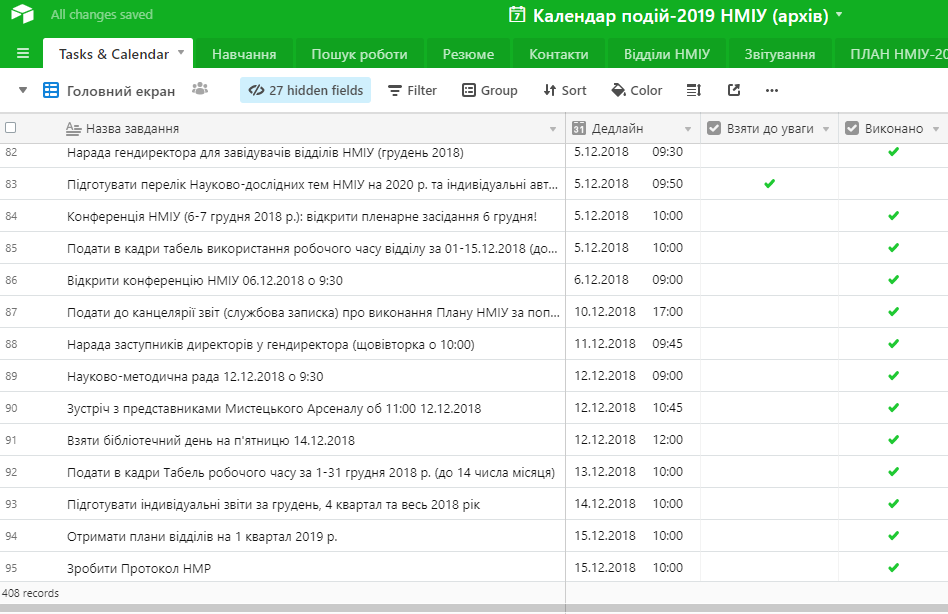 All changes saved
Календар подій-2019 НМІУ (архів)
Tasks & Calendar Навчання Пошук роботи Резюме Контакти Відділи НМІУ Звітування ПЛАН НМІУ-20
Головний екран 27 hidden fields Filter Group Sort Color
Назва завдання 31 Дедлайн Взяти до уваги Виконано
82 Нарада гендиректора для завідувачів відділів НМІУ (грудень 2018) 5.12.2018 09:30
83 Підготувати перелік Науково-дослідних тем НМІУ на 2020 р. та індивідуальні авт... 5.12.2018 09:50
84 Конференція НМІУ (6-7 грудня 2018 р.): відкрити пленарне засідання 6 грудня! 5.12.2018 10:00
85 Подати в кадри табель використання робочого часу відділу за 01-15.12.2018 (до... 5.12.2018 10:00
86 Відкрити конференцію НМІУ 06.12.2018 о 9:30 6.12.2018 09:00
87 Подати до канцелярії звіт (службова записка) про виконання Плану НМІУ за поп... 10.12.2018 17:00
88 Нарада заступників директорів у гендиректора (щовівторка о 10:00) 11.12.2018 09:45
89 Науково-методична рада 12.12.2018 о 9:30 12.12.2018 09:00
90 Зустріч з представниками Мистецького Арсеналу об 11:00 12.12.2018 12.12.2018 10:45
91 Взяти бібліотечний день на п'ятницю 14.12.2018 12.12.2018 12:00
92 Подати в кадри Табель робочого часу за 1-31 грудня 2018 р. (до 14 числа місяця) 13.12.2018 10:00
93 Підготувати індивідуальні звіти за грудень, 4 квартал та весь 2018 рік 14.12.2018 10:00
94 Отримати плани відділів на 1 квартал 2019 р. 15.12.2018 10:00
95 Зробити Протокол НМР 15.12.2018 10:00
408 records